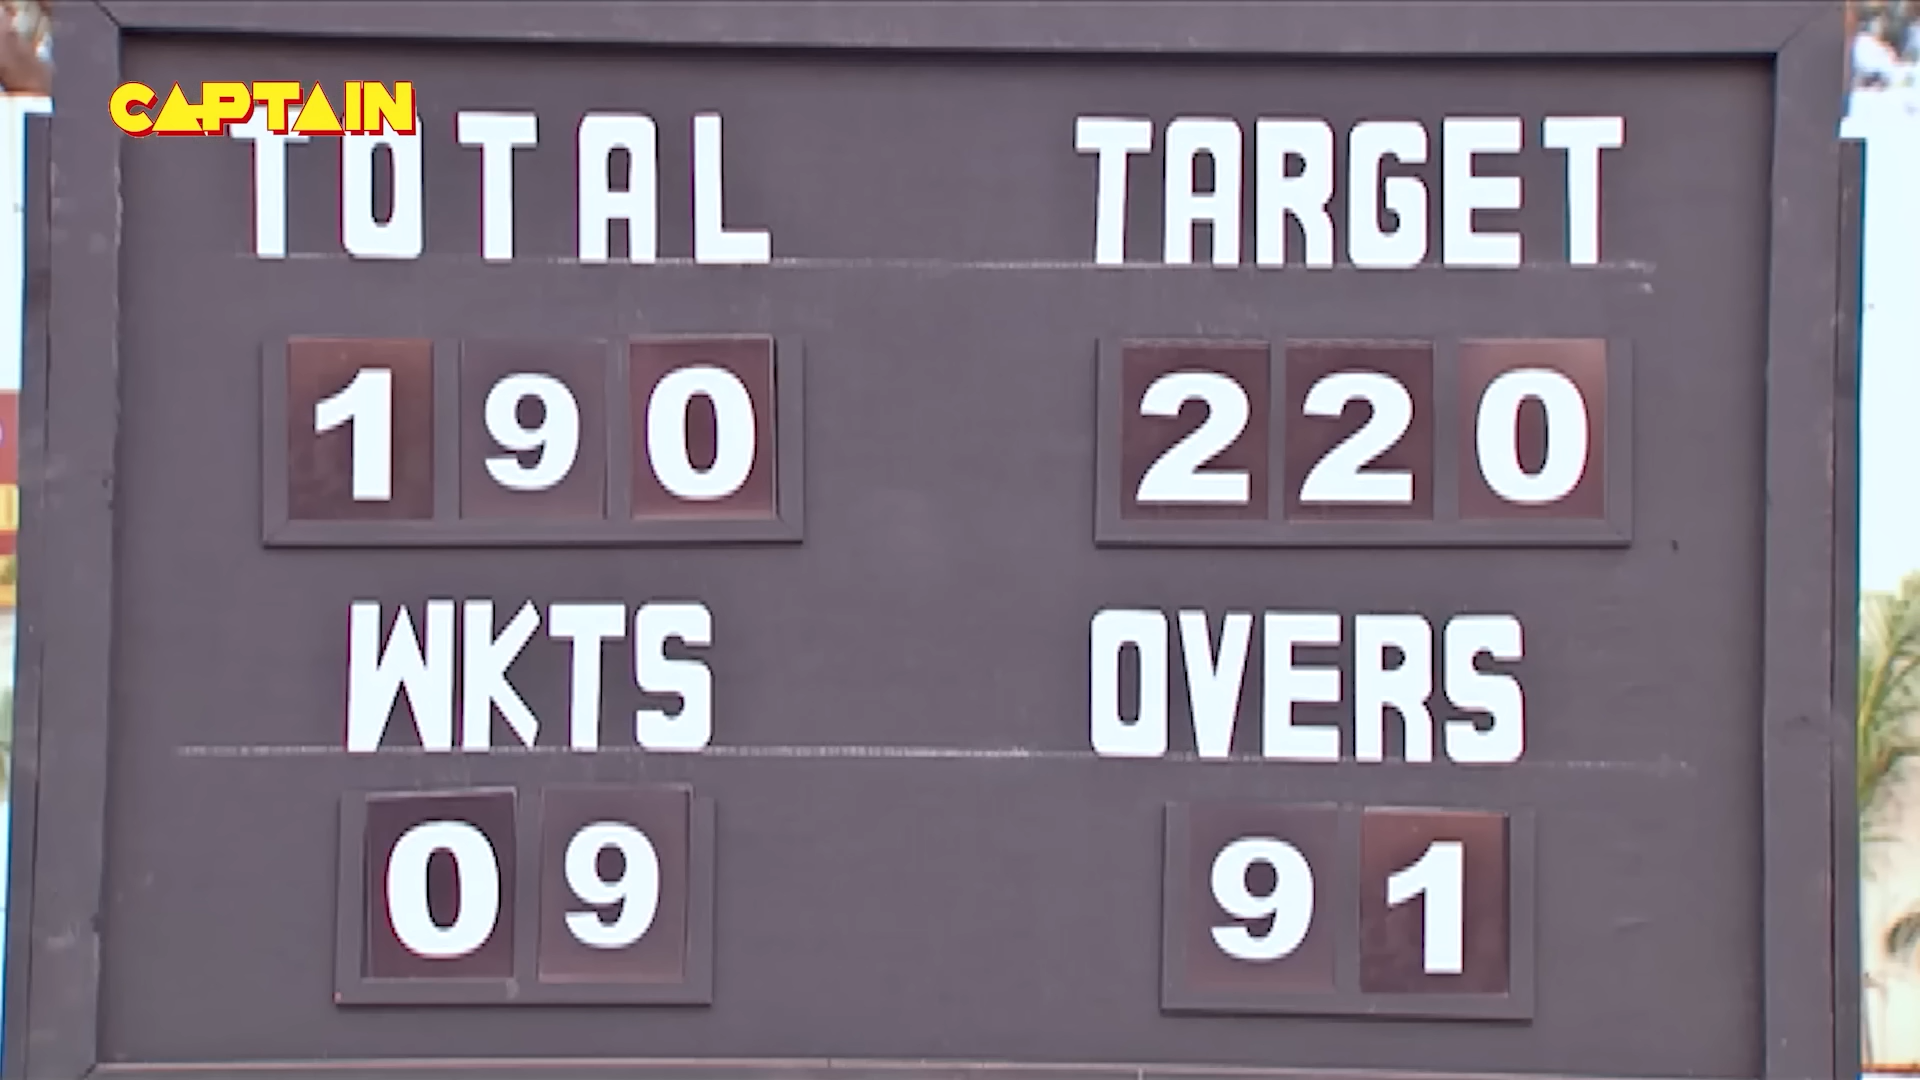 CAPTAIN
TOTAL TARGET
190 220
WKTS OVERS
09 91